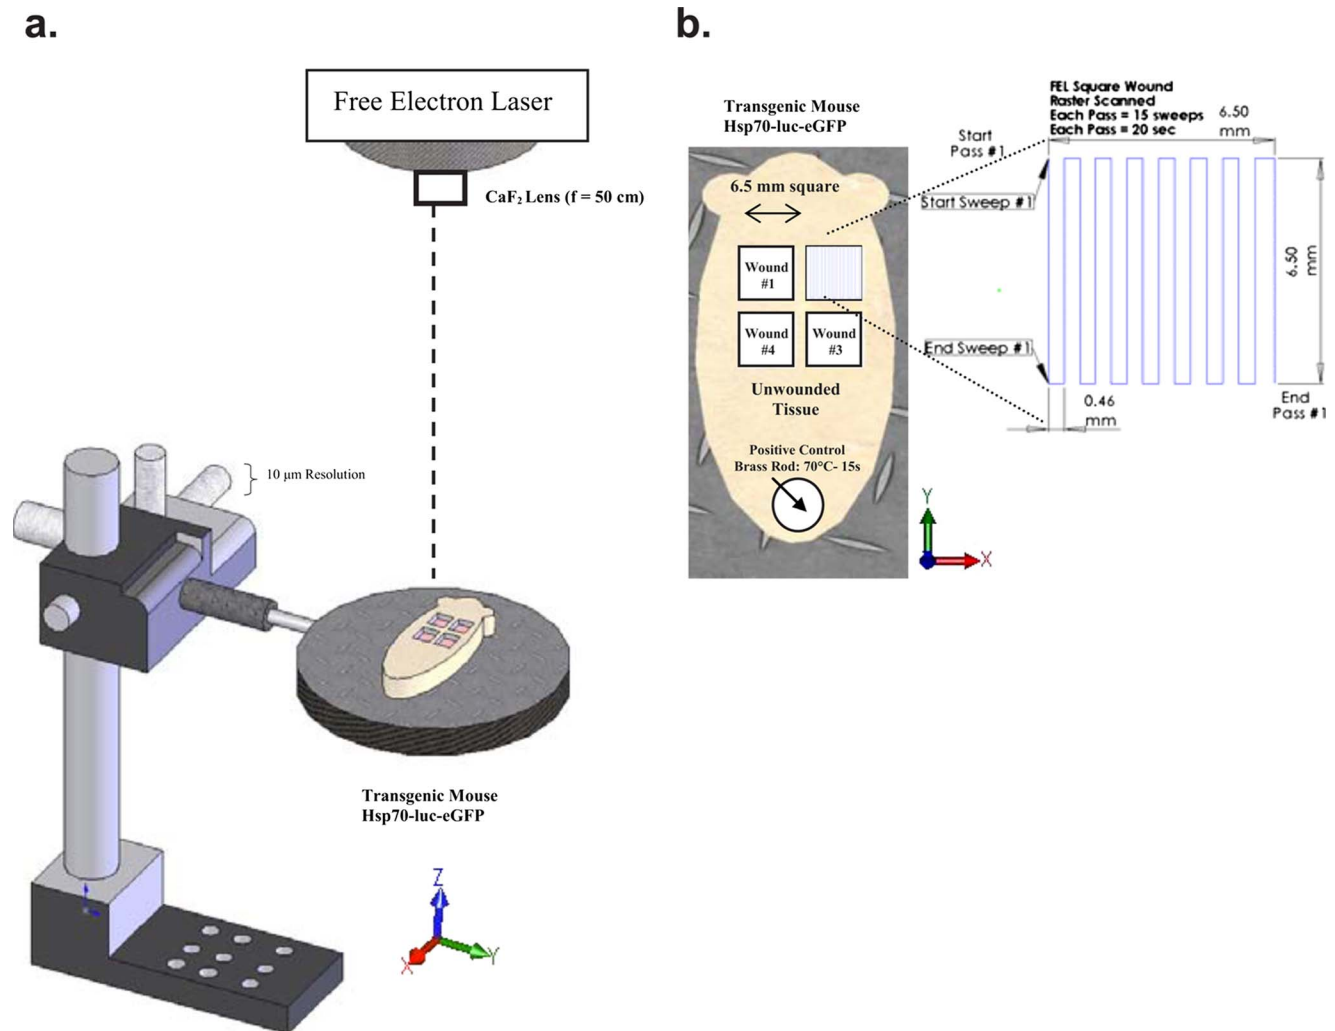 a.
Free Electron Laser
CaF2 Lens (f = 50 cm)
10 µm Resolution
Transgenic Mouse
Hsp70-luc-eGFP
Z
X
Y
b.
Transgenic Mouse
Hsp70-luc-eGFP
6.5 mm square
Wound
#1
Wound
#4
Wound
#3
Unwounded
Tissue
Positive Control
Brass Rod: 70°C- 15s
Y
X
FEL Square Wound
Raster Scanned
Each Pass = 15 sweeps
Each Pass = 20 sec
6.50
mm
Start
Pass #1
Start Sweep #1
6.50
mm
End Sweep #1
0.46
mm
End
Pass #1